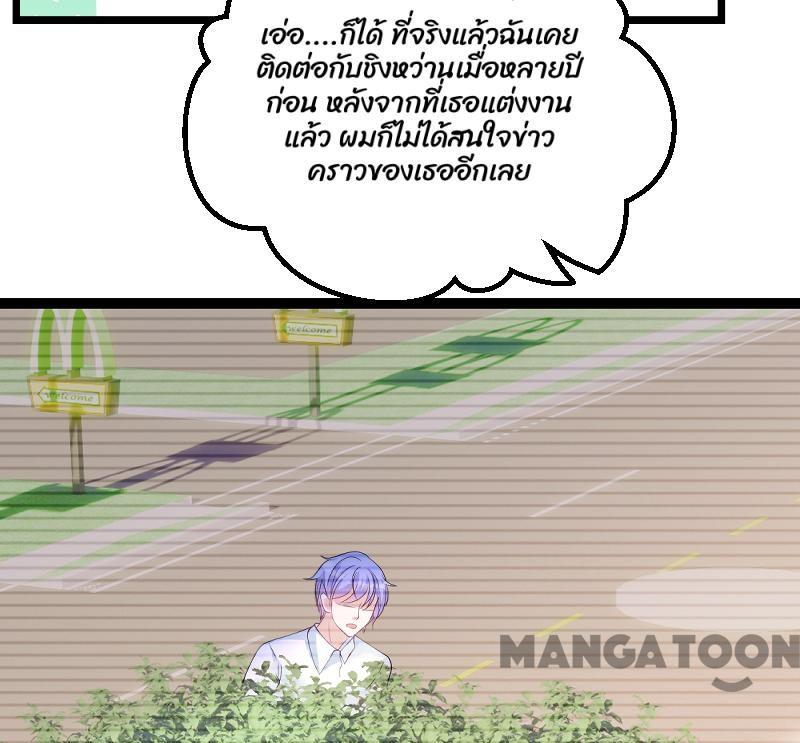 เอ่อ....ก็ได้ ที่จริงแล้วฉันเคย
ติดต่อกับชิงหว่านเมื่อหลายปี
ก่อน หลังจากที่เธอแต่งงาน
แล้ว ผมก็ไม่ได้สนใจข่าว
คราวของเธออีกเลย
welcome
welcome
MANGATOON